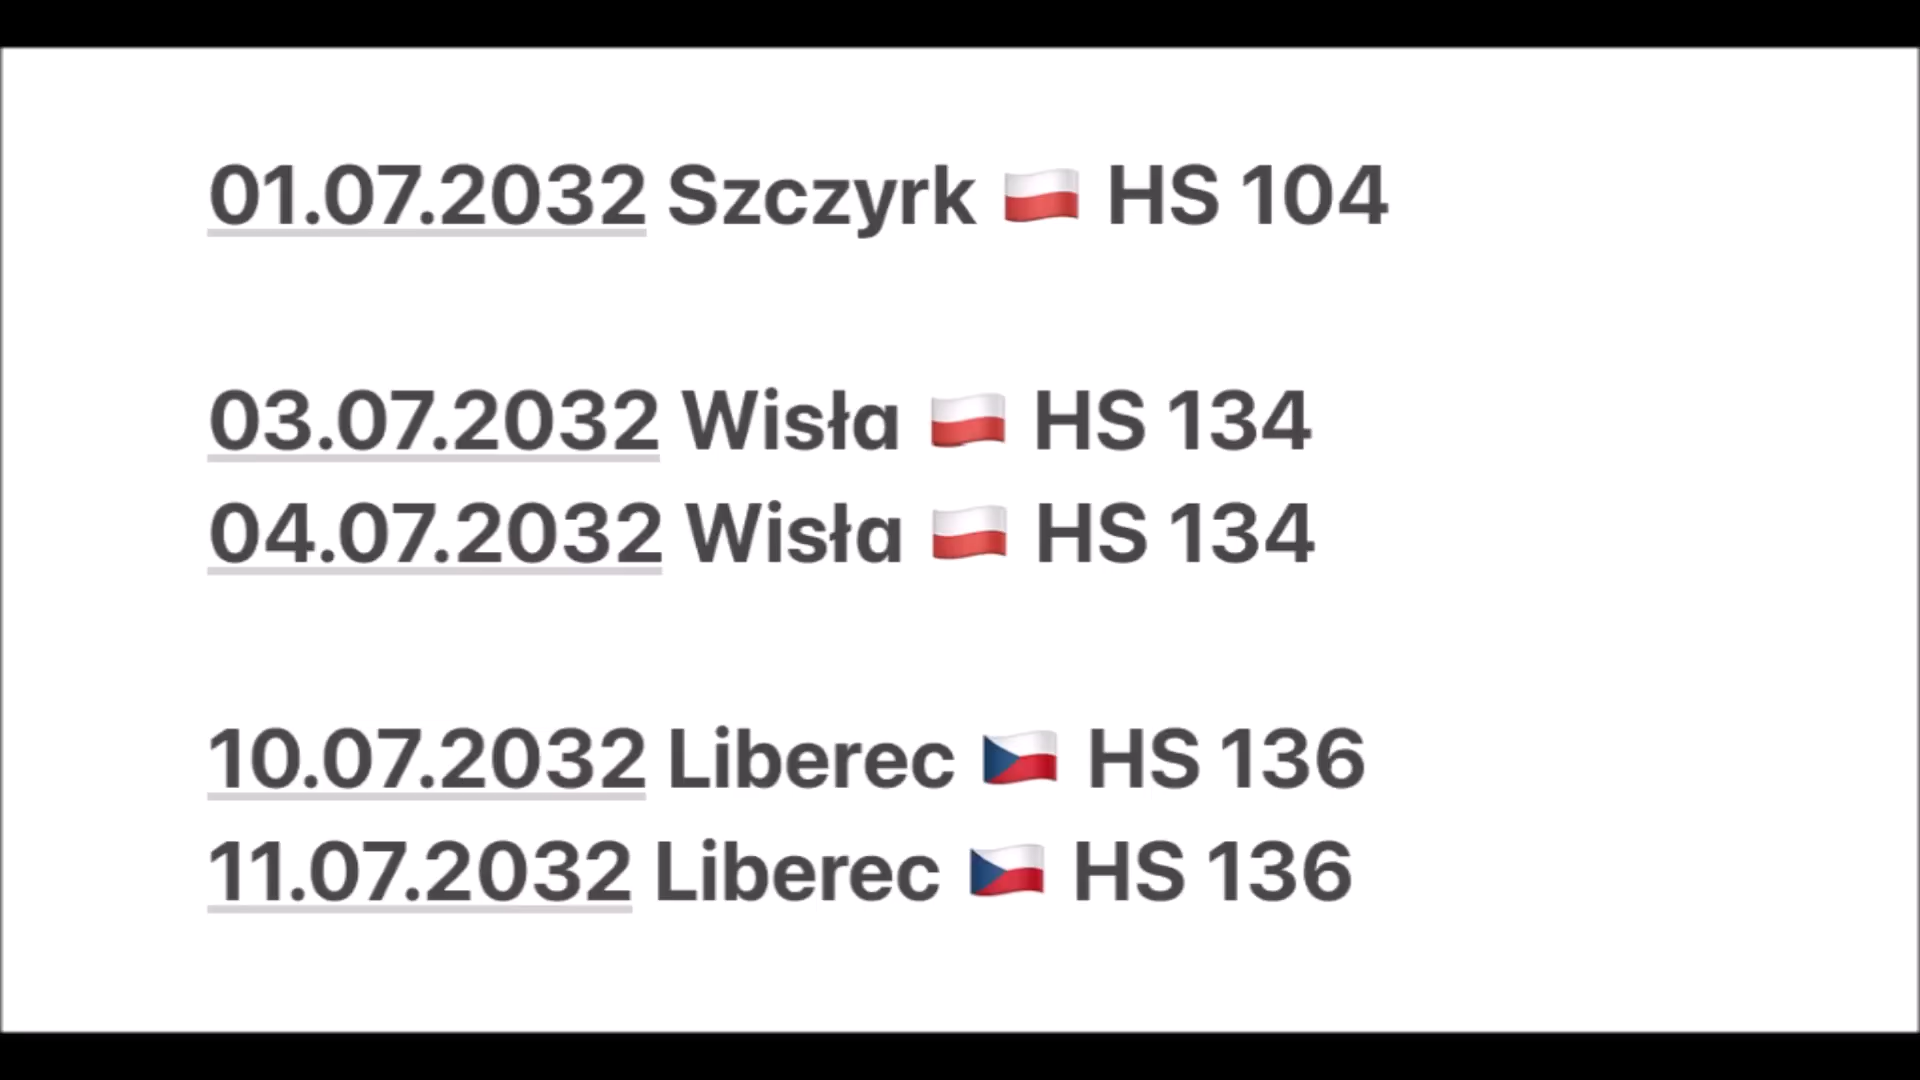 01.07.2032 Szczyrk 🇵🇱 HS 104
03.07.2032 Wisła 🇵🇱 HS 134
04.07.2032 Wisła 🇵🇱 HS 134
10.07.2032 Liberec 🇨🇿 HS 136
11.07.2032 Liberec 🇨🇿 HS 136